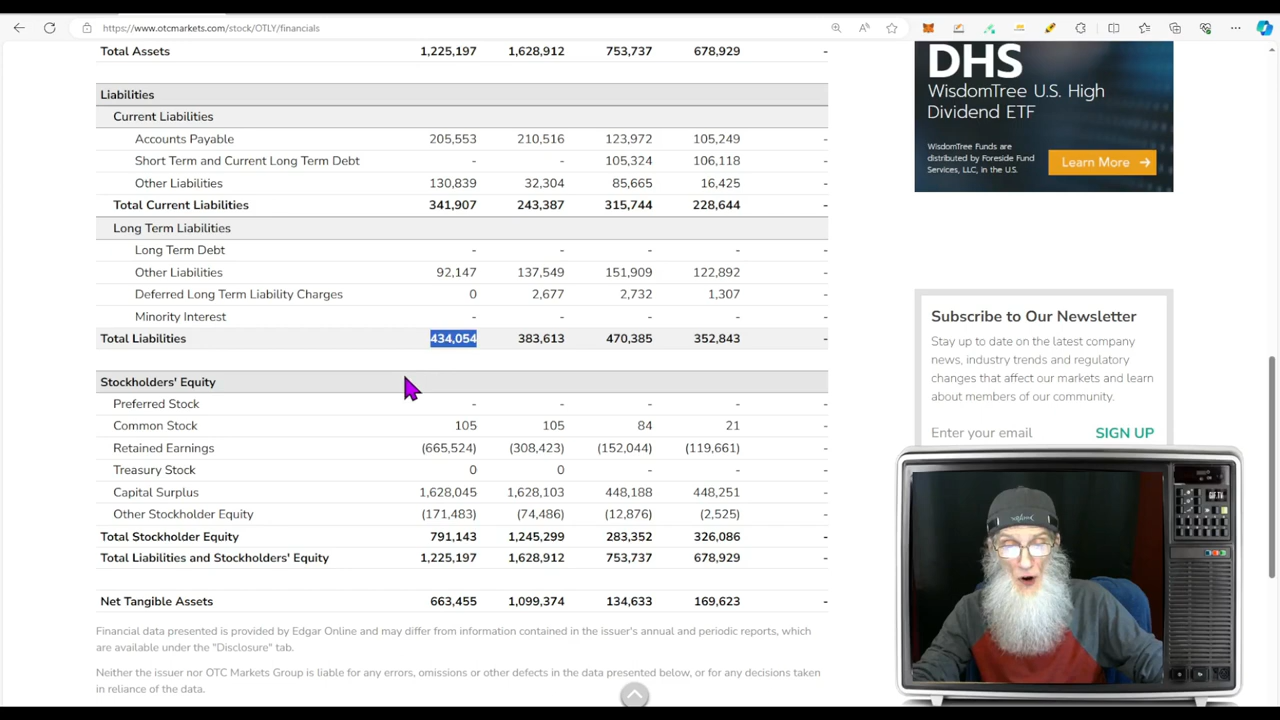 https://www.otcmarkets.com/stock/OTLY/financials
Total Assets 1,225,197 1,628,912 753,737 678,929 -
Liabilities
Current Liabilities
Accounts Payable 205,553 210,516 123,972 105,249 -
Short Term and Current Long Term Debt - - 105,324 106,118 -
Other Liabilities 130,839 32,304 85,665 16,425 -
Total Current Liabilities 341,907 243,387 315,744 228,644 -
Long Term Liabilities
Long Term Debt - - - - -
Other Liabilities 92,147 137,549 151,909 122,892 -
Deferred Long Term Liability Charges 0 2,677 2,732 1,307 -
Minority Interest - - - - -
Total Liabilities 434,054 383,613 470,385 352,843 -
Stockholders' Equity
Preferred Stock - - - - -
Common Stock 105 105 84 21 -
Retained Earnings (665,524) (308,423) (152,044) (119,661) -
Treasury Stock 0 0 - - -
Capital Surplus 1,628,045 1,628,103 448,188 448,251 -
Other Stockholder Equity (171,483) (74,486) (12,876) (2,525) -
Total Stockholder Equity 791,143 1,245,299 283,352 326,086 -
Total Liabilities and Stockholders' Equity 1,225,197 1,628,912 753,737 678,929 -
Net Tangible Assets 663,435 1,099,374 134,633 169,623 -
Financial data presented is provided by Edgar Online and may differ from in tained in the issuer's annual and periodic reports, which
are available under the "Disclosure" tab.
Neither the issuer nor OTC Markets Group is liable for any errors, omissions or other defects in the data presented below, or for any decisions taken
in reliance of the data.
DHS
WisdomTree U.S. High
Dividend ETF
WisdomTree Funds are
distributed by Foreside Fund
Services, LLC, in the U.S.
Learn More
Subscribe to Our Newsletter
Stay up to date on the latest company
news, industry trends and regulatory
changes that affect our markets and learn
about members of our community.
Enter your email SIGN UP